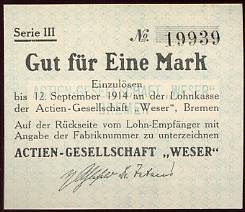 Serie III № 19939
Gut für Eine Mark
Einzulösen
bis 12. September 1914 an der Lohnkasse
der Actien-Gesellschaft „Weser", Bremen
Auf der Rückseite vom Lohn-Empfänger mit
Angabe der Fabriknummer zu unterzeichnen
ACTIEN-GESELLSCHAFT „WESER"